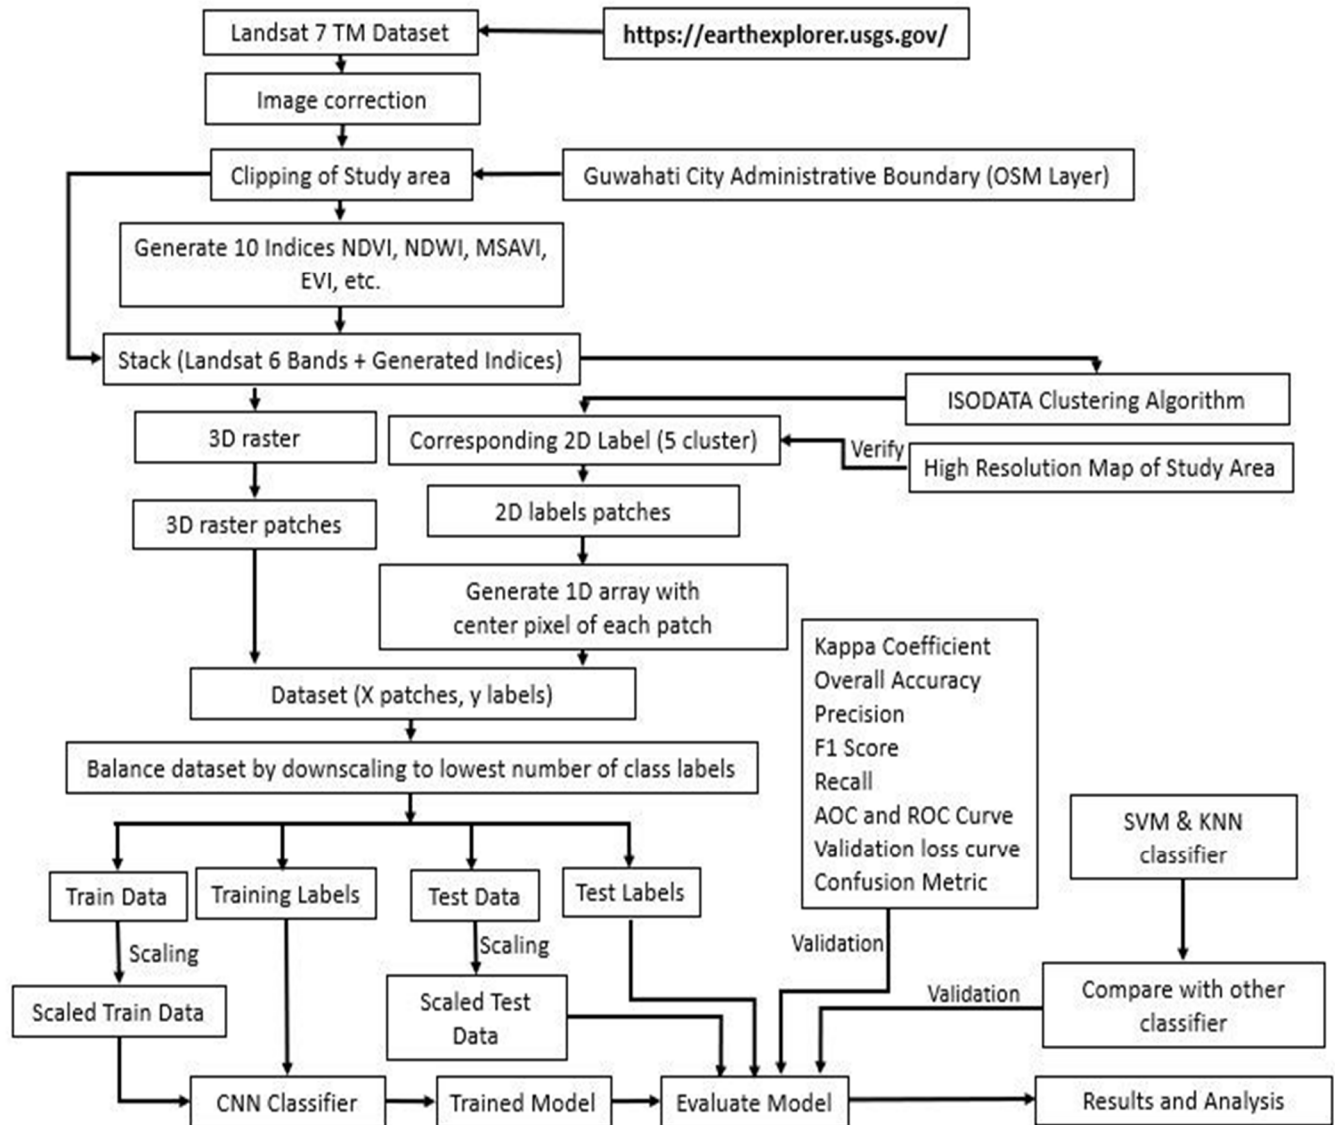 Landsat 7 TM Dataset
https://earthexplorer.usgs.gov/
Image correction
Clipping of Study area
Guwahati City Administrative Boundary (OSM Layer)
Generate 10 Indices NDVI, NDWI, MSAVI,
EVI, etc.
Stack (Landsat 6 Bands + Generated Indices)
ISODATA Clustering Algorithm
3D raster
Corresponding 2D Label (5 cluster)
Verify
High Resolution Map of Study Area
3D raster patches
2D labels patches
Generate 1D array with
center pixel of each patch
Dataset (X patches, y labels)
Balance dataset by downscaling to lowest number of class labels
Kappa Coefficient
Overall Accuracy
Precision
F1 Score
Recall
AOC and ROC Curve
Validation loss curve
Confusion Metric
SVM & KNN
classifier
Train Data
Training Labels
Test Data
Test Labels
Scaling
Scaling
Validation
Scaled Train Data
Scaled Test
Data
Validation
Compare with other
classifier
CNN Classifier
Trained Model
Evaluate Model
Results and Analysis